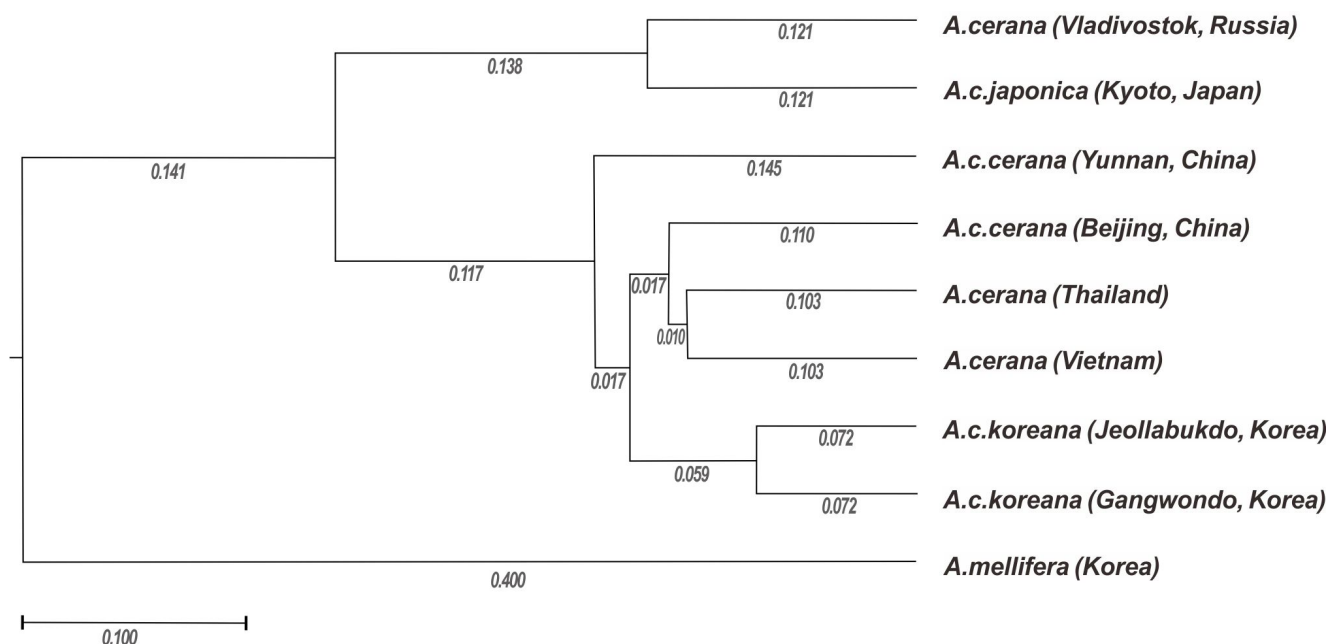 0.121
A.cerana (Vladivostok, Russia)
0.138
0.121
A.c.japonica (Kyoto, Japan)
0.141
0.145
A.c.cerana (Yunnan, China)
0.110
A.c.cerana (Beijing, China)
0.117
0.017
0.103
A.cerana (Thailand)
0.010
0.103
A.cerana (Vietnam)
0.017
0.072
A.c.koreana (Jeollabukdo, Korea)
0.059
0.072
A.c.koreana (Gangwondo, Korea)
0.400
A.mellifera (Korea)
0.100